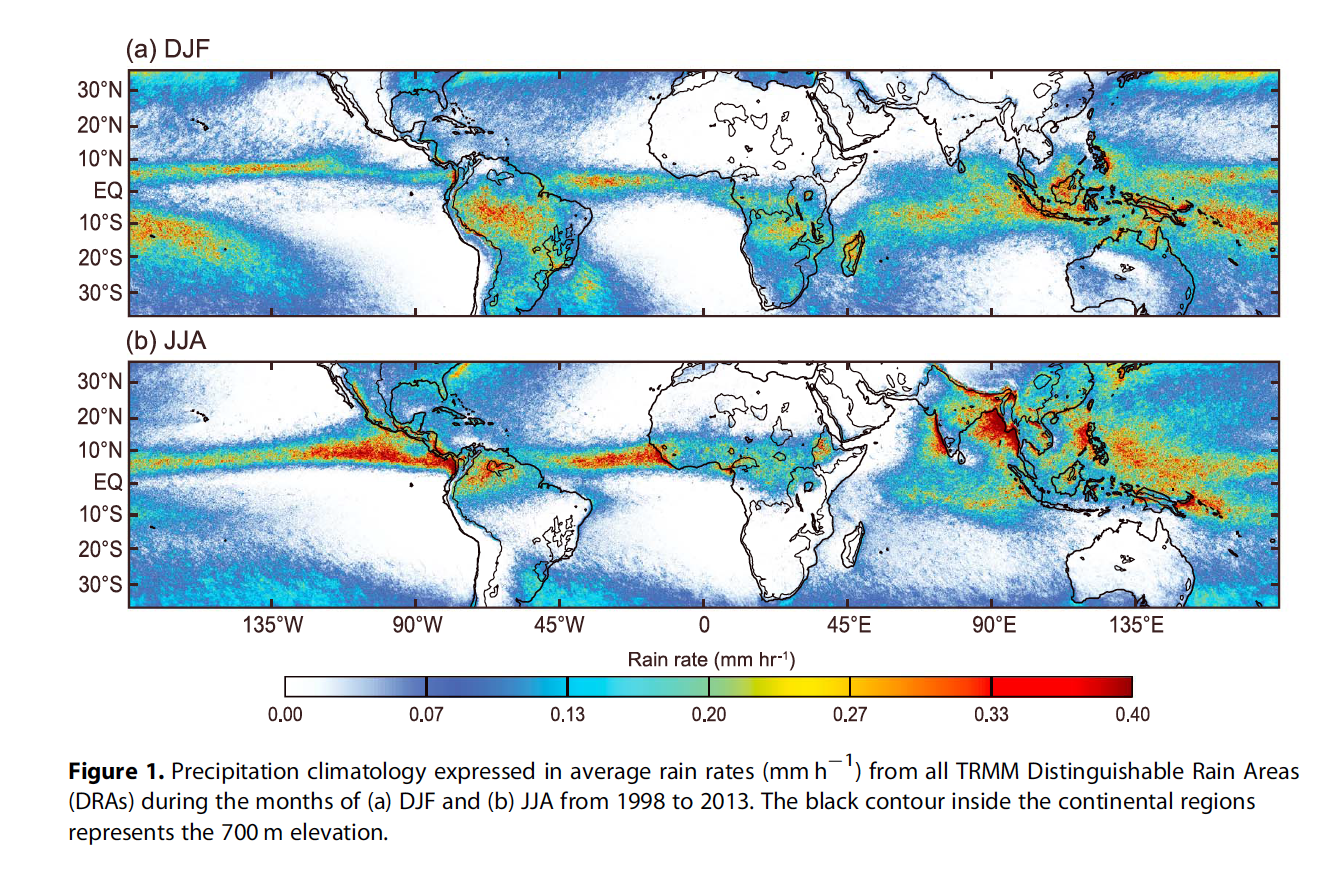 (a) DJF
30°N
20°N
10°N
EQ
10°S
20°S
30°S
(b) JJA
30°N
20°N
10°N
EQ
10°S
20°S
30°S
135°W 90°W 45°W 0 45°E 90°E 135°E
Rain rate (mm hr⁻¹)
0.00 0.07 0.13 0.20 0.27 0.33 0.40
Figure 1. Precipitation climatology expressed in average rain rates (mm h⁻¹) from all TRMM Distinguishable Rain Areas
(DRAs) during the months of (a) DJF and (b) JJA from 1998 to 2013. The black contour inside the continental regions
represents the 700 m elevation.